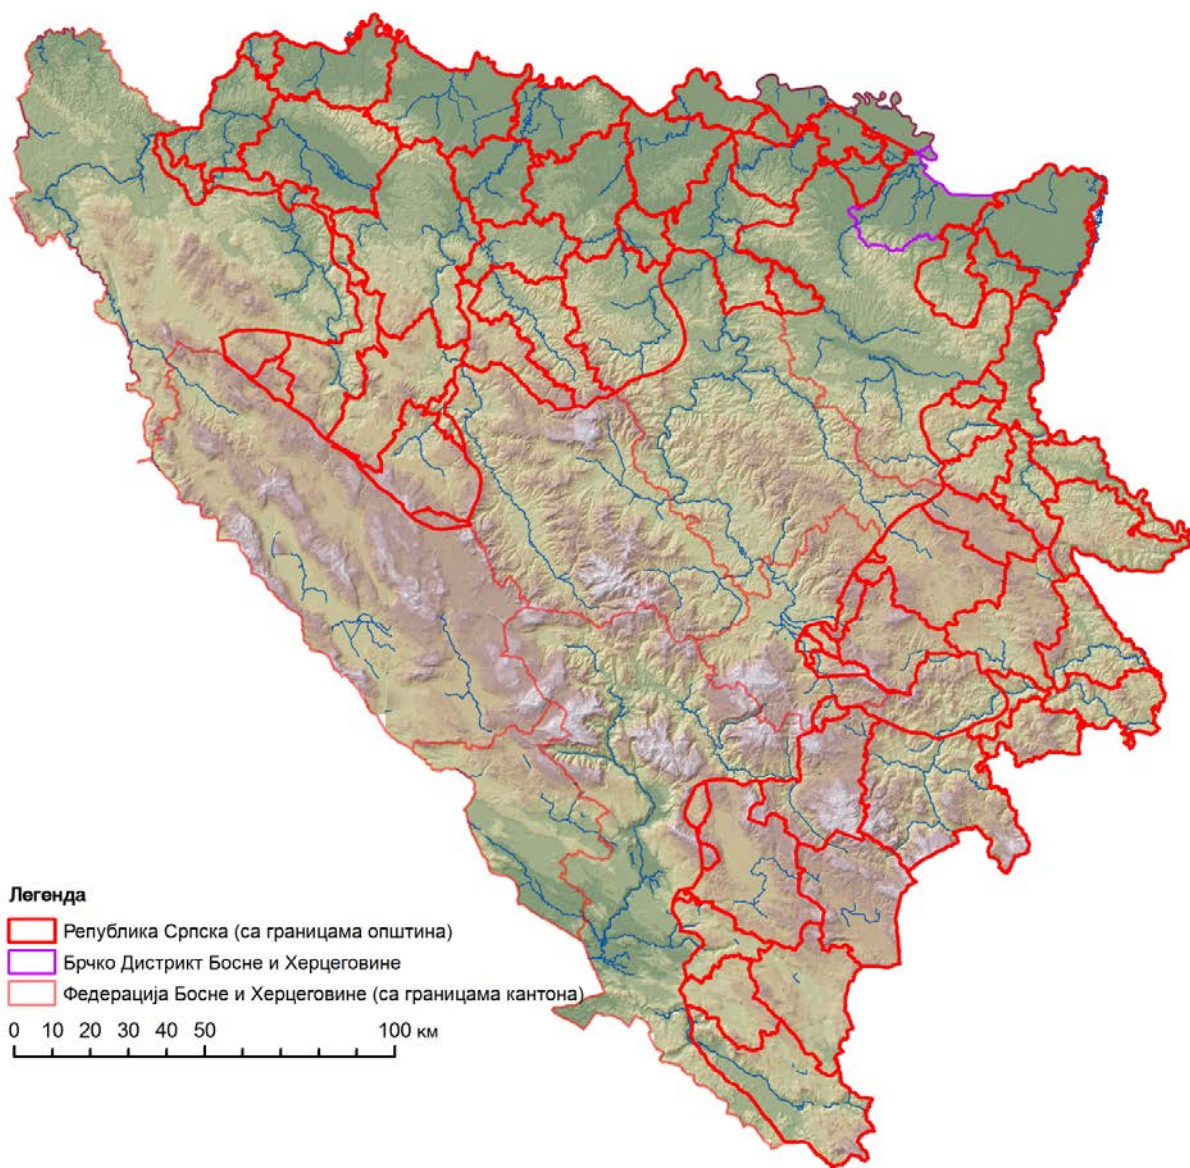 Легенда
Република Српска (са границама општина)
Брчко Дистрикт Босне и Херцеговине
Федерација Босне и Херцеговине (са границама кантона)
0 10 20 30 40 50 100 км